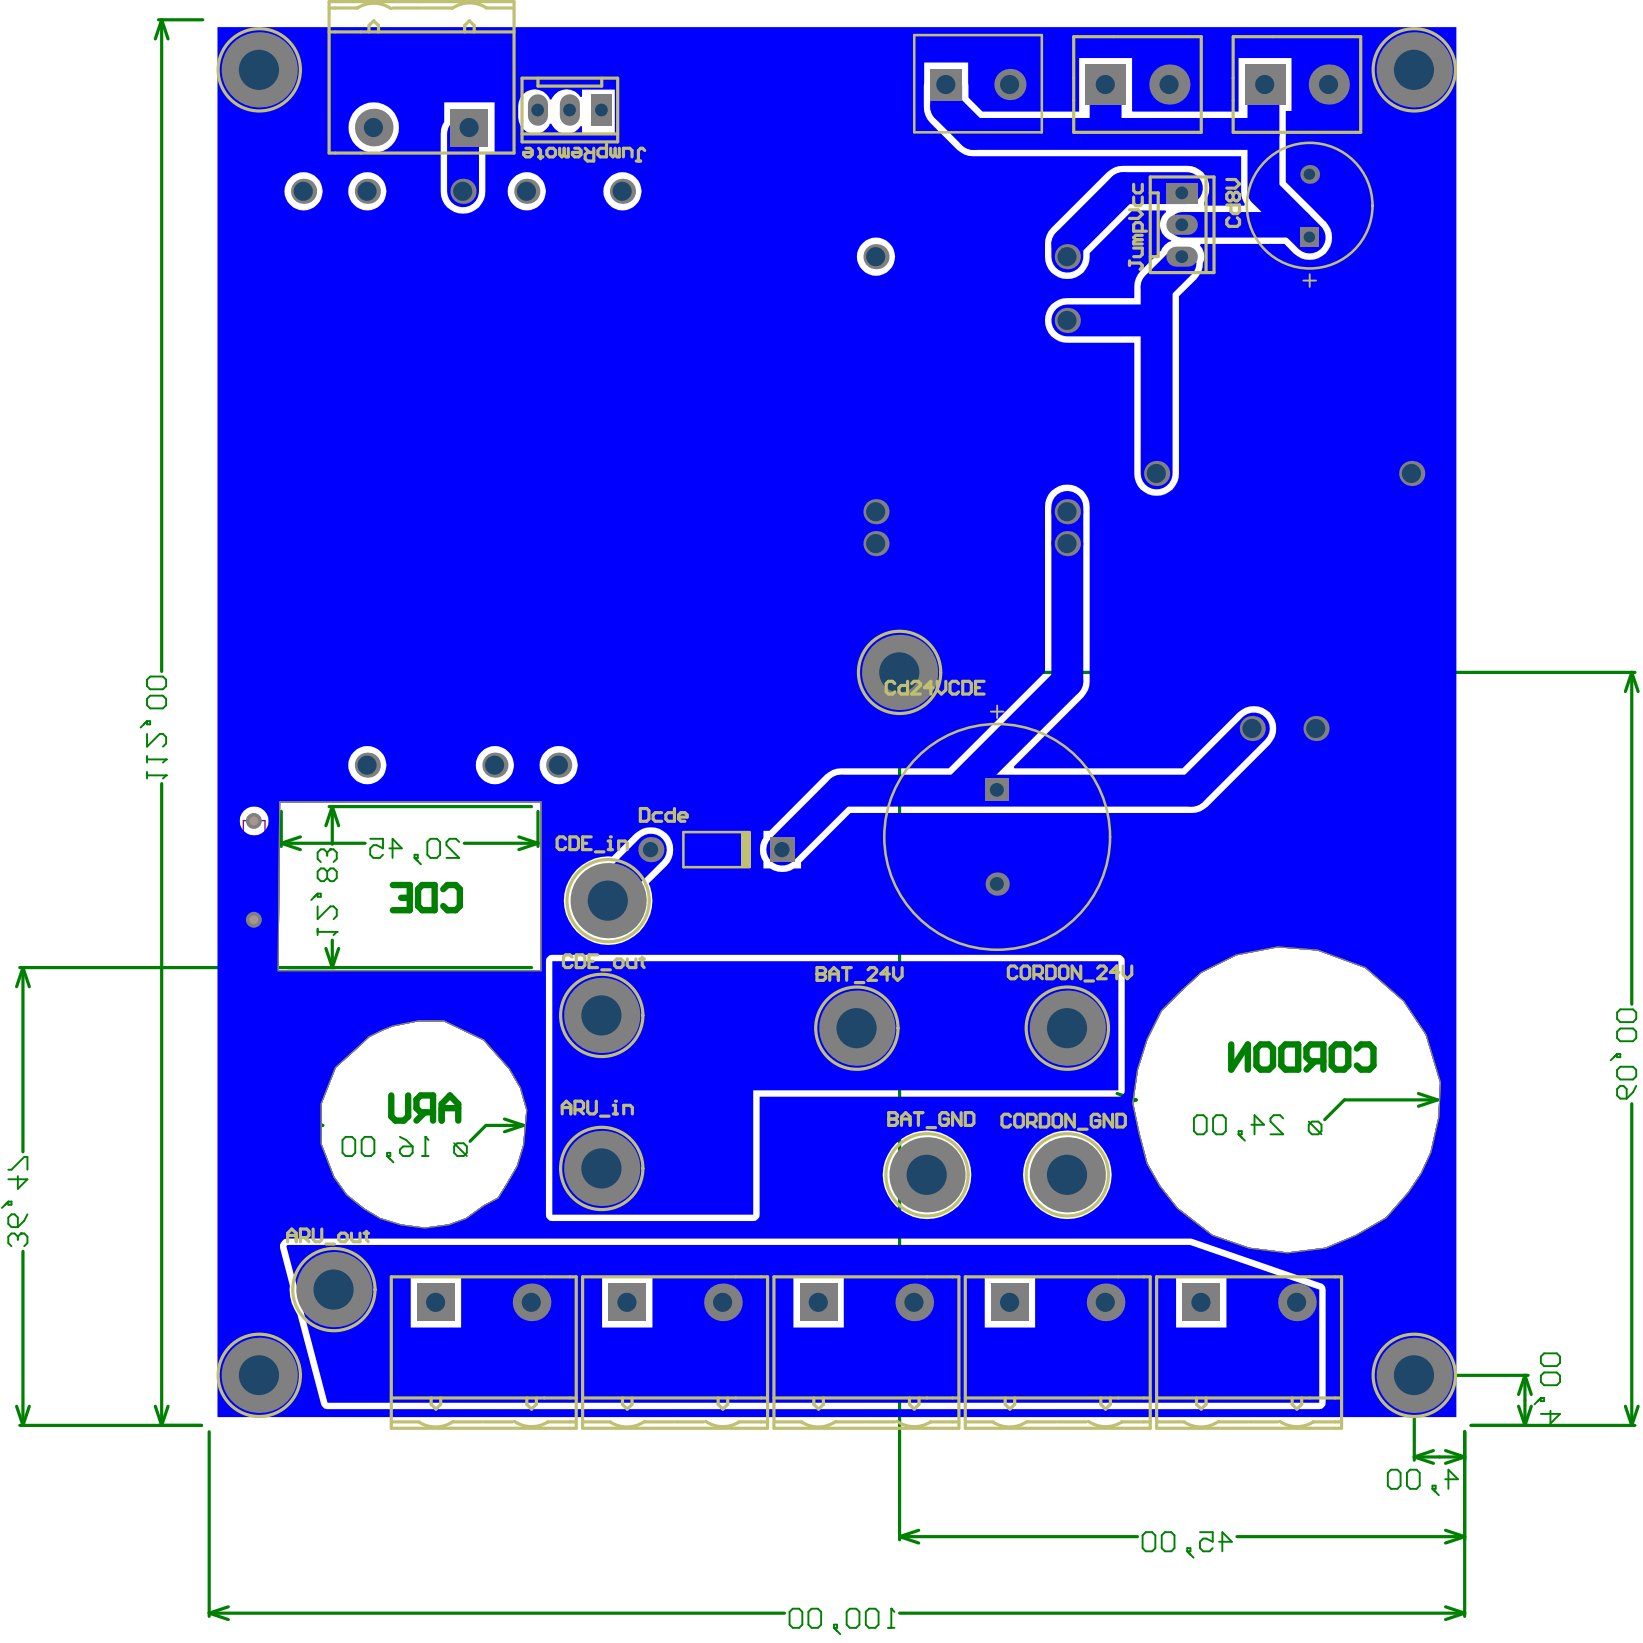 JumpRemote
JumpVcc
Cd8V
+
112,00
Cd24VCDE
+
60,00
Dcde
CDE_in
20,45
12,83
CDE
CDE_out
BAT_24V
CORDON_24V
CORDON
ARU
ARU_in
BAT_GND
CORDON_GND
ø 24,00
ø 16,00
36,47
ARU_out
4,00
4,00
45,00
100,00